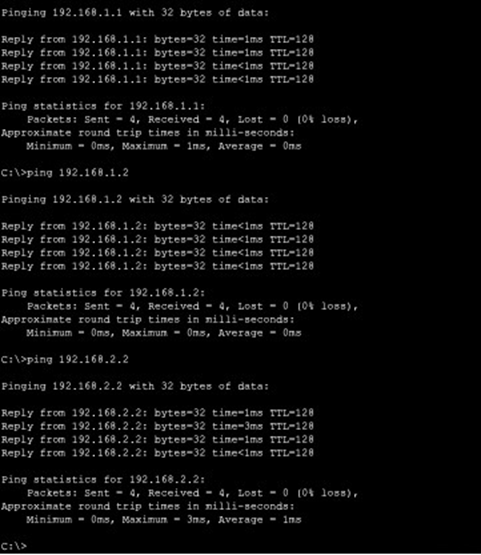 Pinging 192.168.1.1 with 32 bytes of data:
Reply from 192.168.1.1: bytes=32 time=1ms TTL=128
Reply from 192.168.1.1: bytes=32 time=1ms TTL=128
Reply from 192.168.1.1: bytes=32 time<1ms TTL=128
Reply from 192.168.1.1: bytes=32 time<1ms TTL=128
Ping statistics for 192.168.1.1:
Packets: Sent = 4, Received = 4, Lost = 0 (0% loss),
Approximate round trip times in milli-seconds:
Minimum = 0ms, Maximum = 1ms, Average = 0ms
C:\>ping 192.168.1.2
Pinging 192.168.1.2 with 32 bytes of data:
Reply from 192.168.1.2: bytes=32 time<1ms TTL=128
Reply from 192.168.1.2: bytes=32 time<1ms TTL=128
Reply from 192.168.1.2: bytes=32 time<1ms TTL=128
Reply from 192.168.1.2: bytes=32 time<1ms TTL=128
Ping statistics for 192.168.1.2:
Packets: Sent = 4, Received = 4, Lost = 0 (0% loss),
Approximate round trip times in milli-seconds:
Minimum = 0ms, Maximum = 0ms, Average = 0ms
C:\>ping 192.168.2.2
Pinging 192.168.2.2 with 32 bytes of data:
Reply from 192.168.2.2: bytes=32 time=1ms TTL=128
Reply from 192.168.2.2: bytes=32 time=3ms TTL=128
Reply from 192.168.2.2: bytes=32 time=1ms TTL=128
Reply from 192.168.2.2: bytes=32 time<1ms TTL=128
Ping statistics for 192.168.2.2:
Packets: Sent = 4, Received = 4, Lost = 0 (0% loss),
Approximate round trip times in milli-seconds:
Minimum = 0ms, Maximum = 3ms, Average = 1ms
C:\>